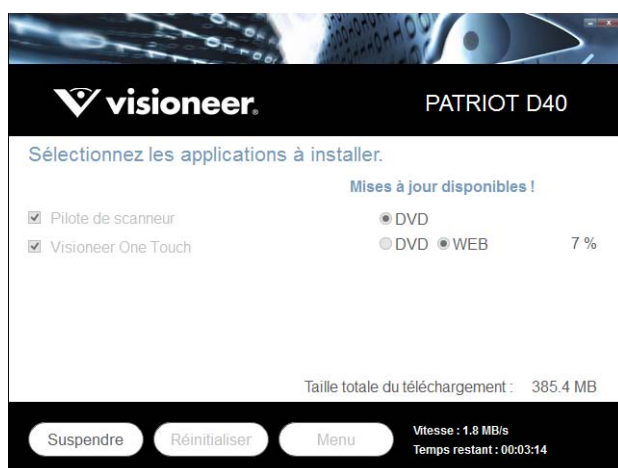 visioneer.
PATRIOT D40
Sélectionnez les applications à installer.
Mises à jour disponibles !
Pilote de scanneur
DVD
Visioneer One Touch
DVD WEB 7 %
Taille totale du téléchargement : 385.4 MB
Suspendre
Réinitialiser
Menu
Vitesse : 1.8 MB/s
Temps restant : 00:03:14